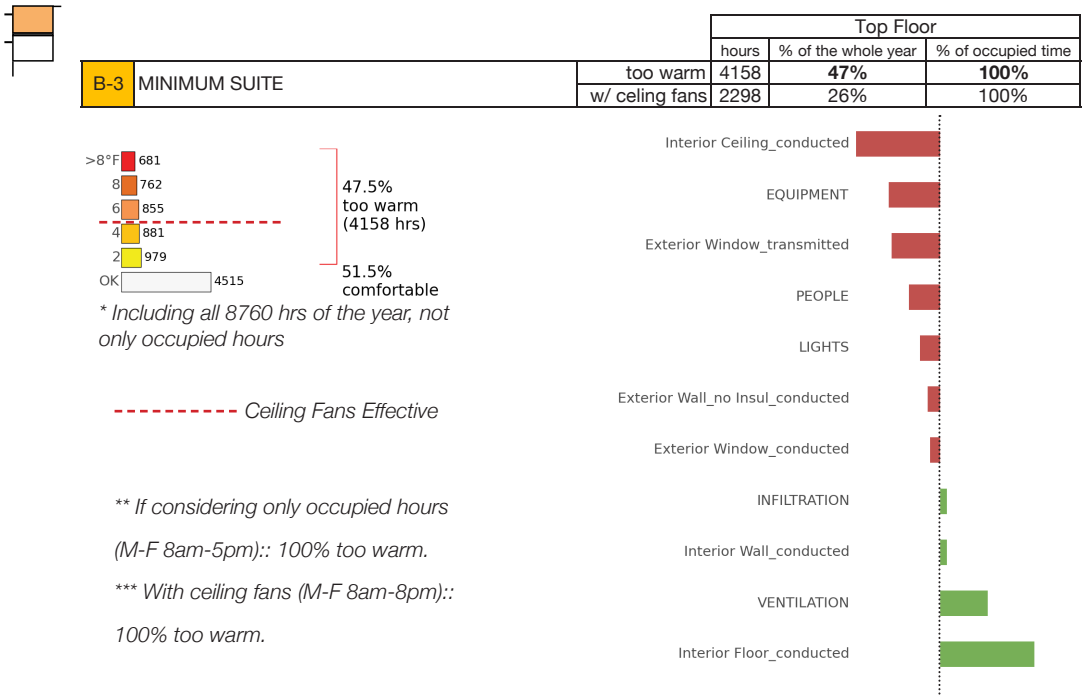 Top Floor
hours % of the whole year % of occupied time
B-3 MINIMUM SUITE too warm 4158 47% 100%
w/ celing fans 2298 26% 100%
>8°F 681
8 762
6 855
4 881
2 979
OK 4515
47.5%
too warm
(4158 hrs)
51.5%
comfortable
* Including all 8760 hrs of the year, not
only occupied hours
Ceiling Fans Effective
** If considering only occupied hours
(M-F 8am-5pm):: 100% too warm.
*** With ceiling fans (M-F 8am-8pm)::
100% too warm.
Interior Ceiling_conducted
EQUIPMENT
Exterior Window_transmitted
PEOPLE
LIGHTS
Exterior Wall_no Insul_conducted
Exterior Window_conducted
INFILTRATION
Interior Wall_conducted
VENTILATION
Interior Floor_conducted